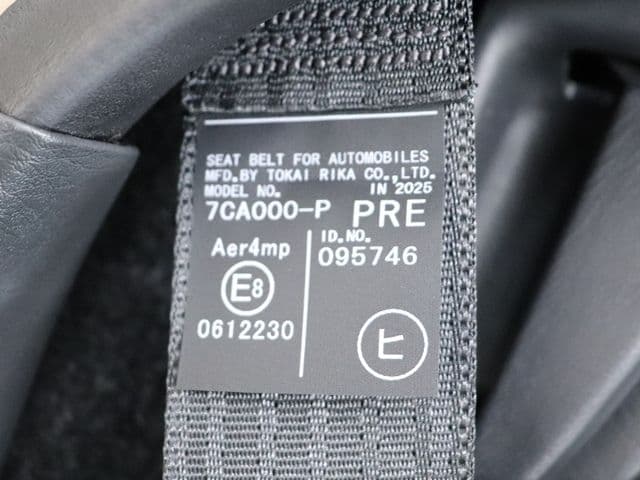 SEAT BELT FOR AUTOMOBILES
MFD.BY TOKAI RIKA CO.,LTD.
MODEL NO. IN 2025
7CA000-P PRE
Aer4mp
E8
0612230
ID.NO.
095746
ヒ